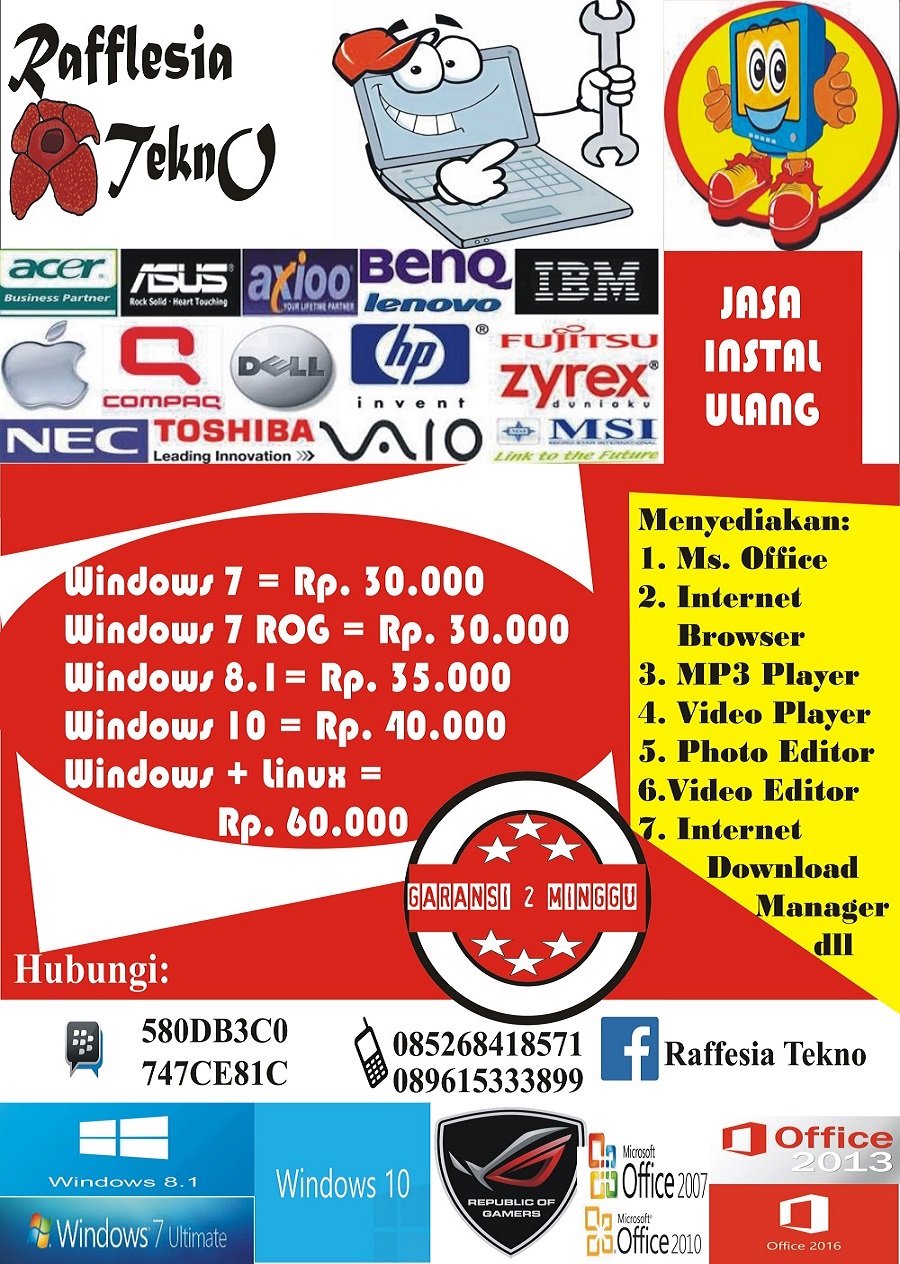 Rafflesia
Tekno
acer
Business Partner
ASUS
Rock Solid · Heart Touching
axioo
YOUR LIFETIME PARTNER
BenQ
lenovo
IBM
COMPAQ
DELL
hp
invent
FUJITSU
zyrex
duniaku
NEC
TOSHIBA
Leading Innovation >>>
VAIO
MSI
MICRO-STAR INTERNATIONAL
Link to the Future
JASA
INSTAL
ULANG
Windows 7 = Rp. 30.000
Windows 7 ROG = Rp. 30.000
Windows 8.1= Rp. 35.000
Windows 10 = Rp. 40.000
Windows + Linux =
Rp. 60.000
Menyediakan:
1. Ms. Office
2. Internet
Browser
3. MP3 Player
4. Video Player
5. Photo Editor
6.Video Editor
7. Internet
Download
Manager
dll
GARANSI 2 MINGGU
Hubungi:
580DB3C0
747CE81C
085268418571
089615333899
f
Raffesia Tekno
Windows 8.1
Windows 7 Ultimate
Windows 10
REPUBLIC OF
GAMERS
Microsoft
Office 2007
Microsoft
Office 2010
Office
2013
Office 2016